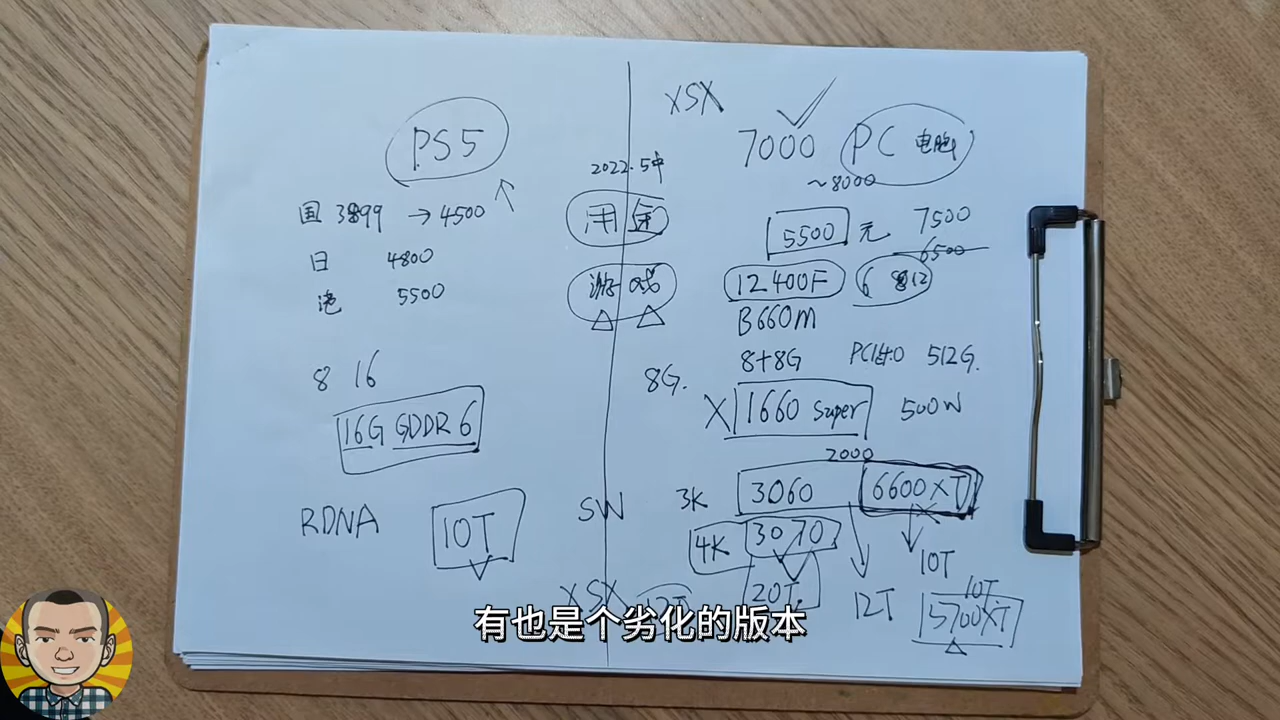 XSX
PS5
7000 PC 电脑
2022.5中
~8000
国 3899 → 4500
用途
5500 元 7500
日 4800
6500
港 5500
游戏
12400F 6 12
B660M
8 16
8G.
8+8G PCIE4.0 512G.
16G GDDR6
X 1660 super 500W
2000
RDNA 10T
SW
3K 3060 6600XT
4K 3070
10T
XSX 12T
20T.
12T
10T
5700XT
有也是个劣化的版本